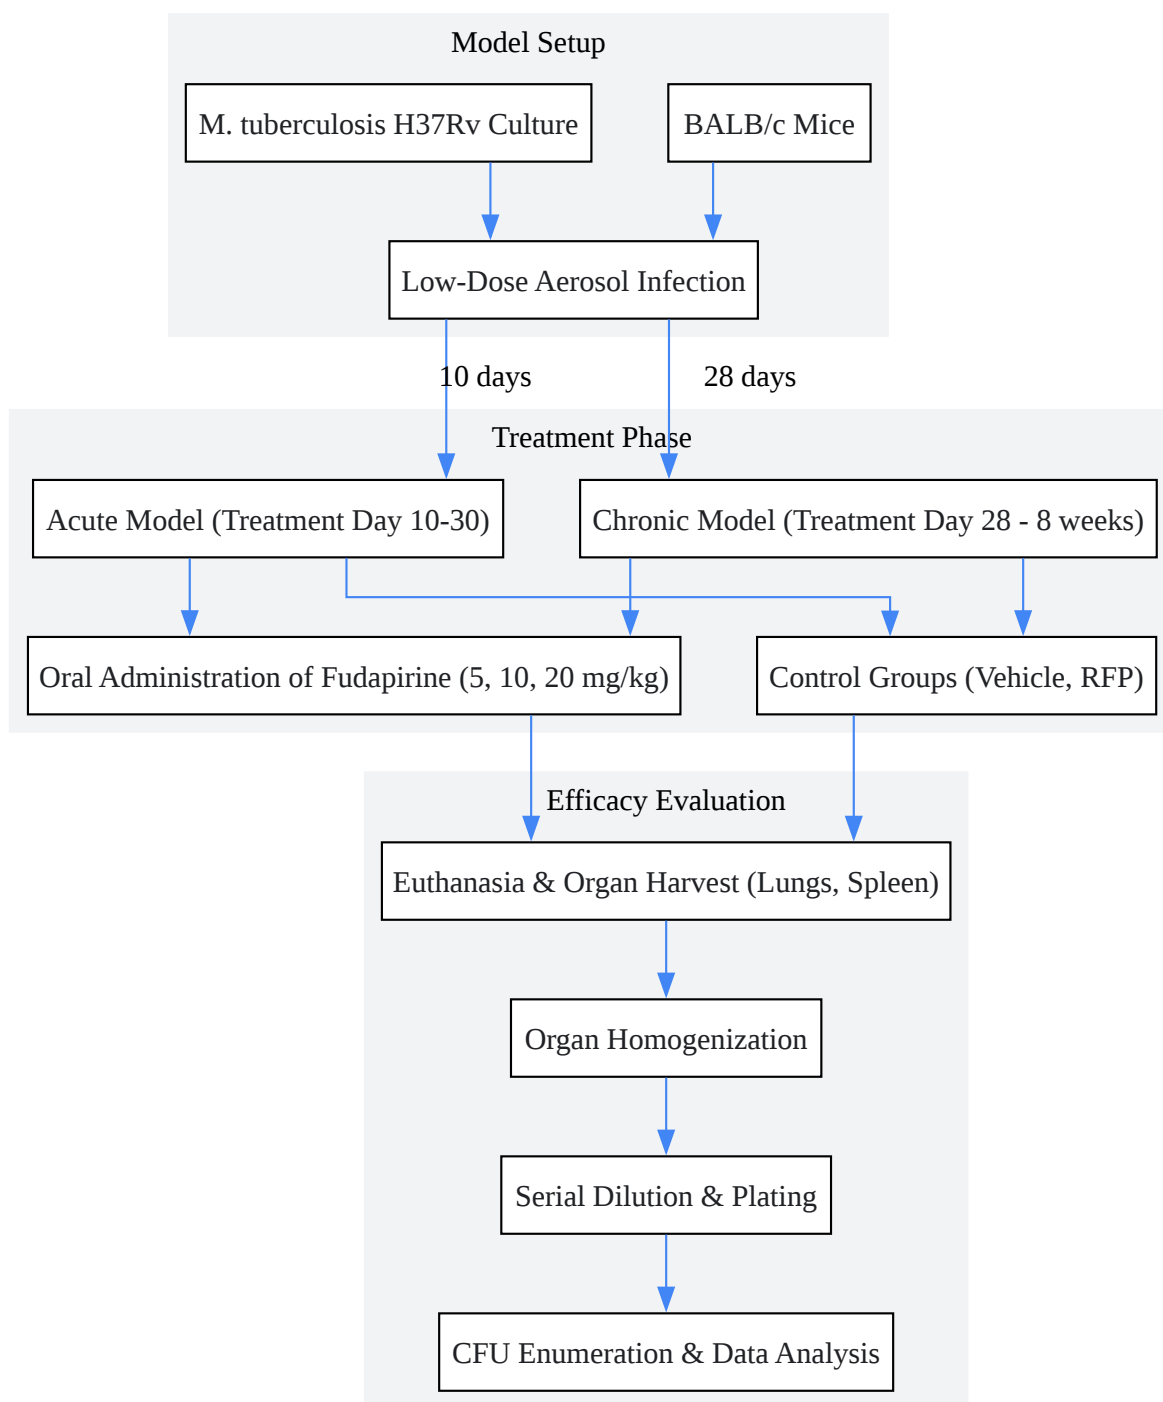 Model Setup
M. tuberculosis H37Rv Culture
BALB/c Mice
Low-Dose Aerosol Infection
10 days
28 days
Treatment Phase
Acute Model (Treatment Day 10-30)
Chronic Model (Treatment Day 28 - 8 weeks)
Oral Administration of Fudapirine (5, 10, 20 mg/kg)
Control Groups (Vehicle, RFP)
Efficacy Evaluation
Euthanasia & Organ Harvest (Lungs, Spleen)
Organ Homogenization
Serial Dilution & Plating
CFU Enumeration & Data Analysis